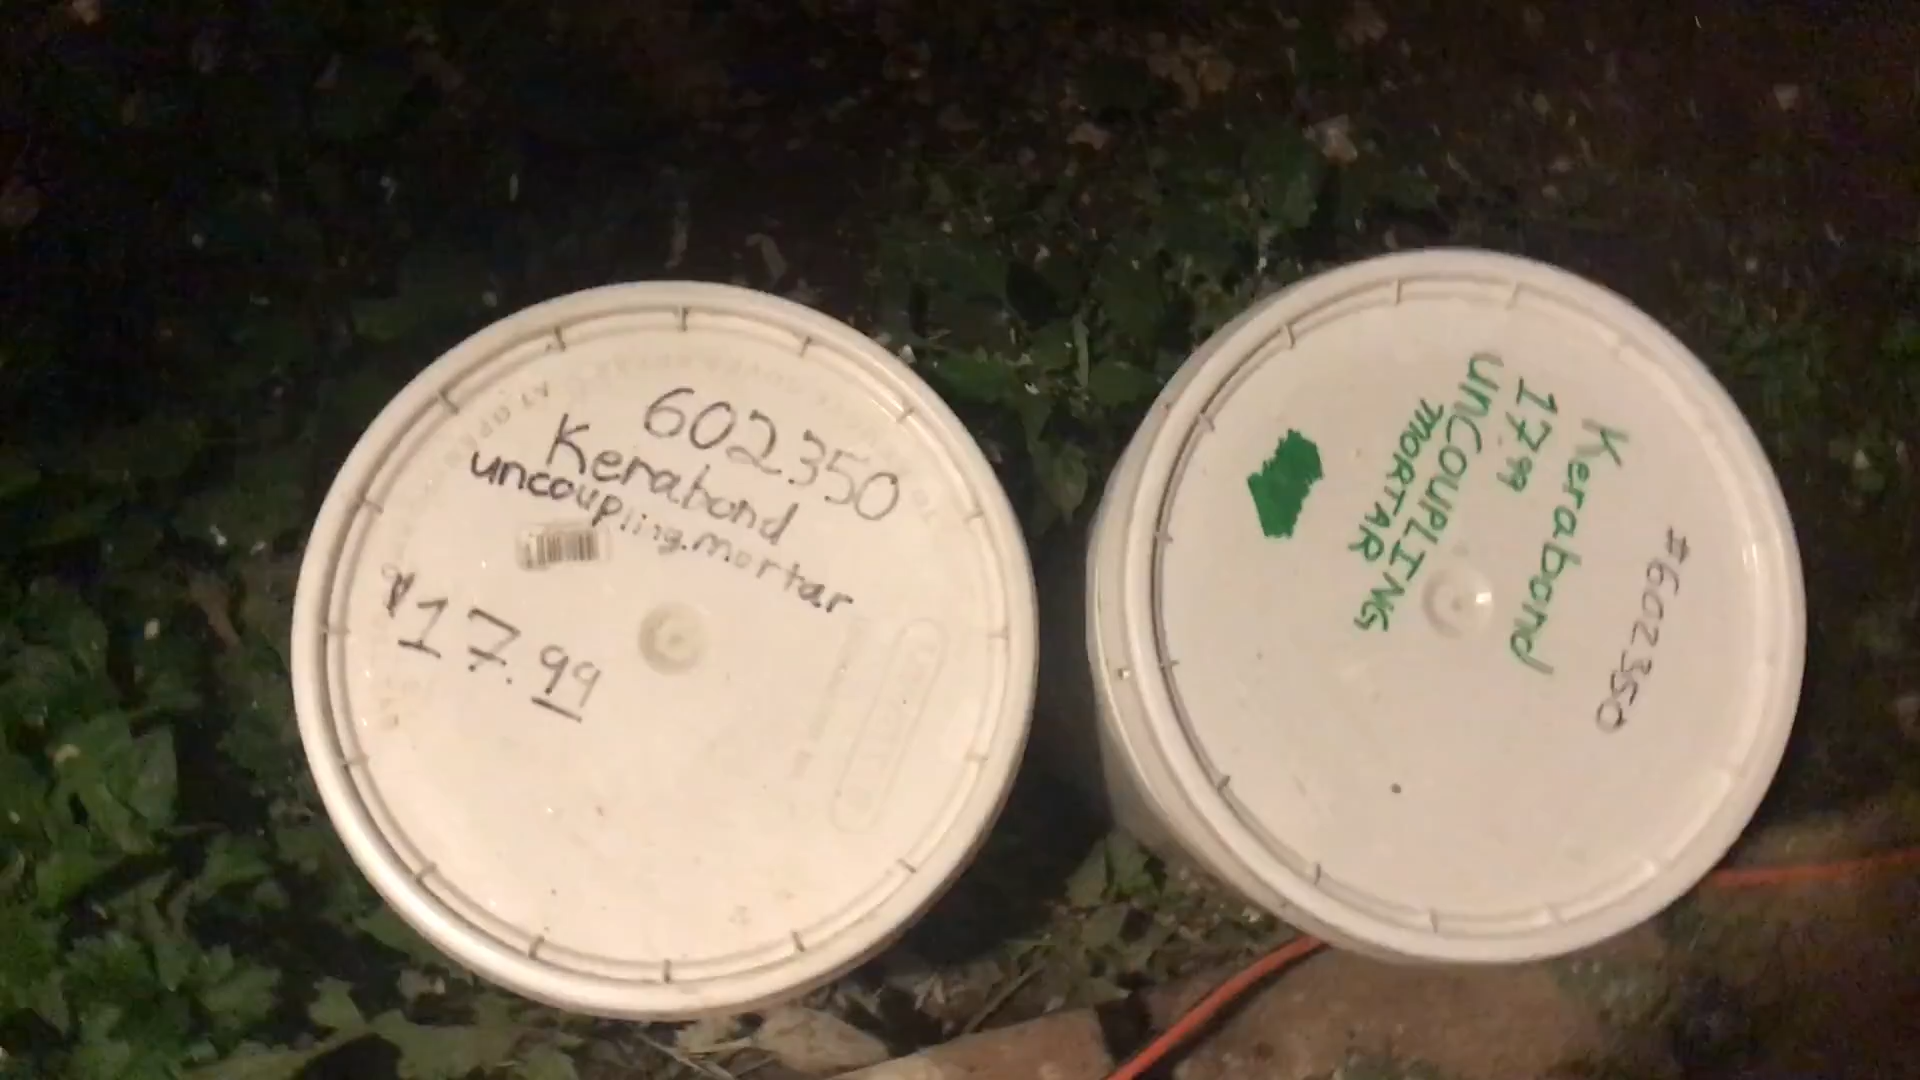 602350
Kerabond
uncoupling.mortar
$17.99
#602350
Kerabond
17.99
UNCOUPLING
MORTAR